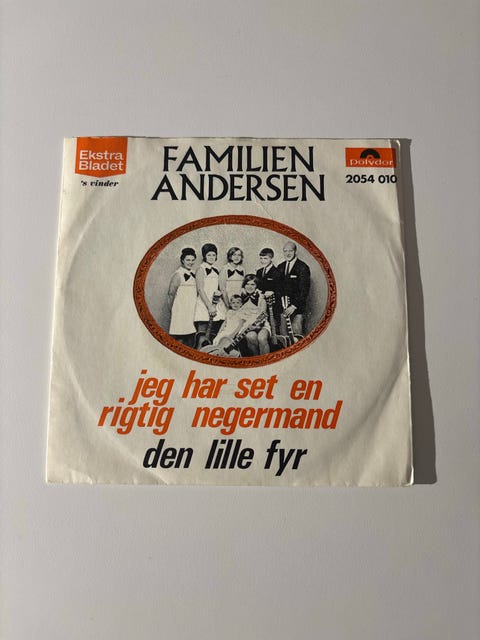 Ekstra
Bladet
's vinder
FAMILIEN
ANDERSEN
Polydor
2054 010
jeg har set en
rigtig negermand
den lille fyr